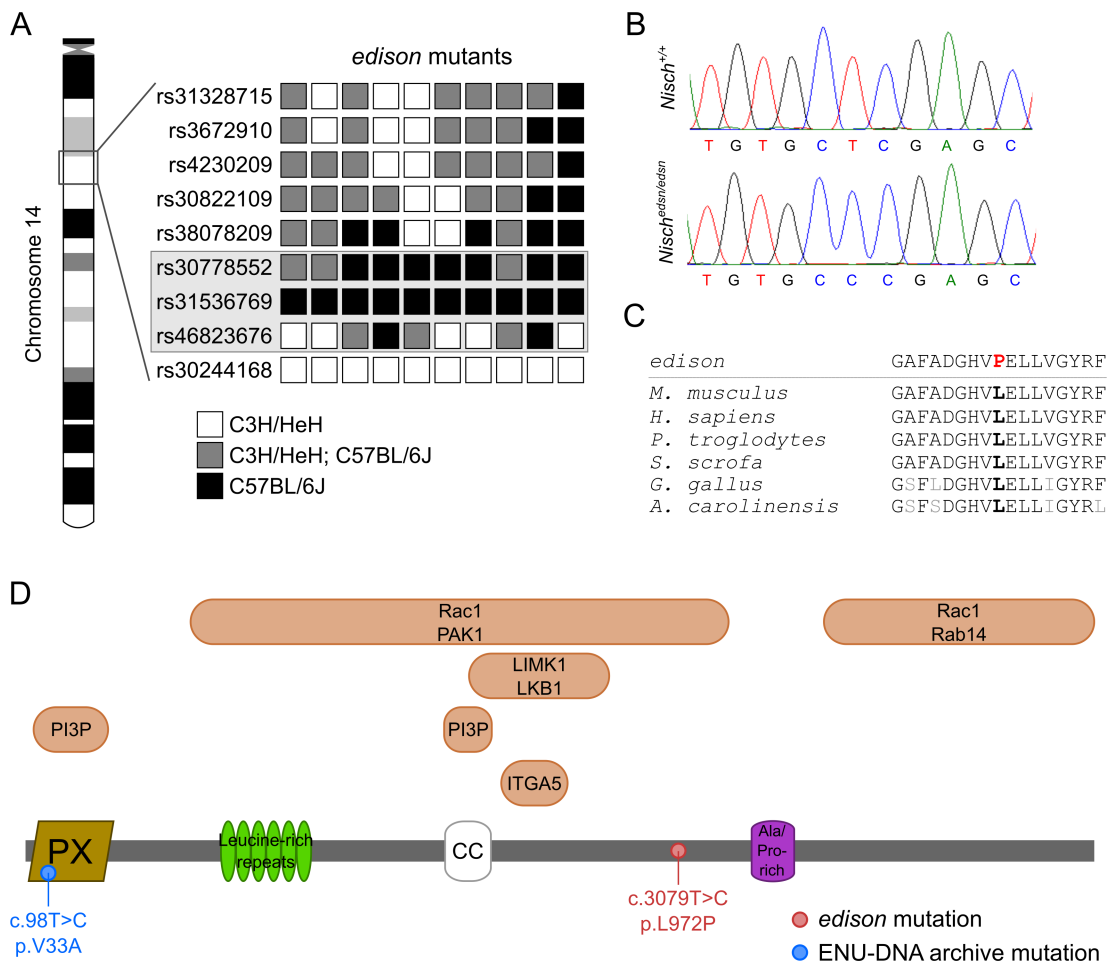 A
edison mutants
Chromosome 14
rs31328715
rs3672910
rs4230209
rs30822109
rs38078209
rs30778552
rs31536769
rs46823676
rs30244168
C3H/HeH
C3H/HeH; C57BL/6J
C57BL/6J
B
Nisch+/+
T G T G C T C G A G C
Nischedsn/edsn
T G T G C C C G A G C
C
edison GAFADGHVPELLVGYRF
M. musculus GAFADGHVLELLVGYRF
H. sapiens GAFADGHVLELLVGYRF
P. troglodytes GAFADGHVLELLVGYRF
S. scrofa GAFADGHVLELLVGYRF
G. gallus GSFLDGHVLELLIGYRF
A. carolinensis GSFSDGHVLELLIGYRL
D
Rac1
PAK1
Rac1
Rab14
LIMK1
LKB1
PI3P
PI3P
ITGA5
PX
Leucine-rich
repeats
CC
Ala/
Pro-
rich
c.98T>C
p.V33A
c.3079T>C
p.L972P
edison mutation
ENU-DNA archive mutation